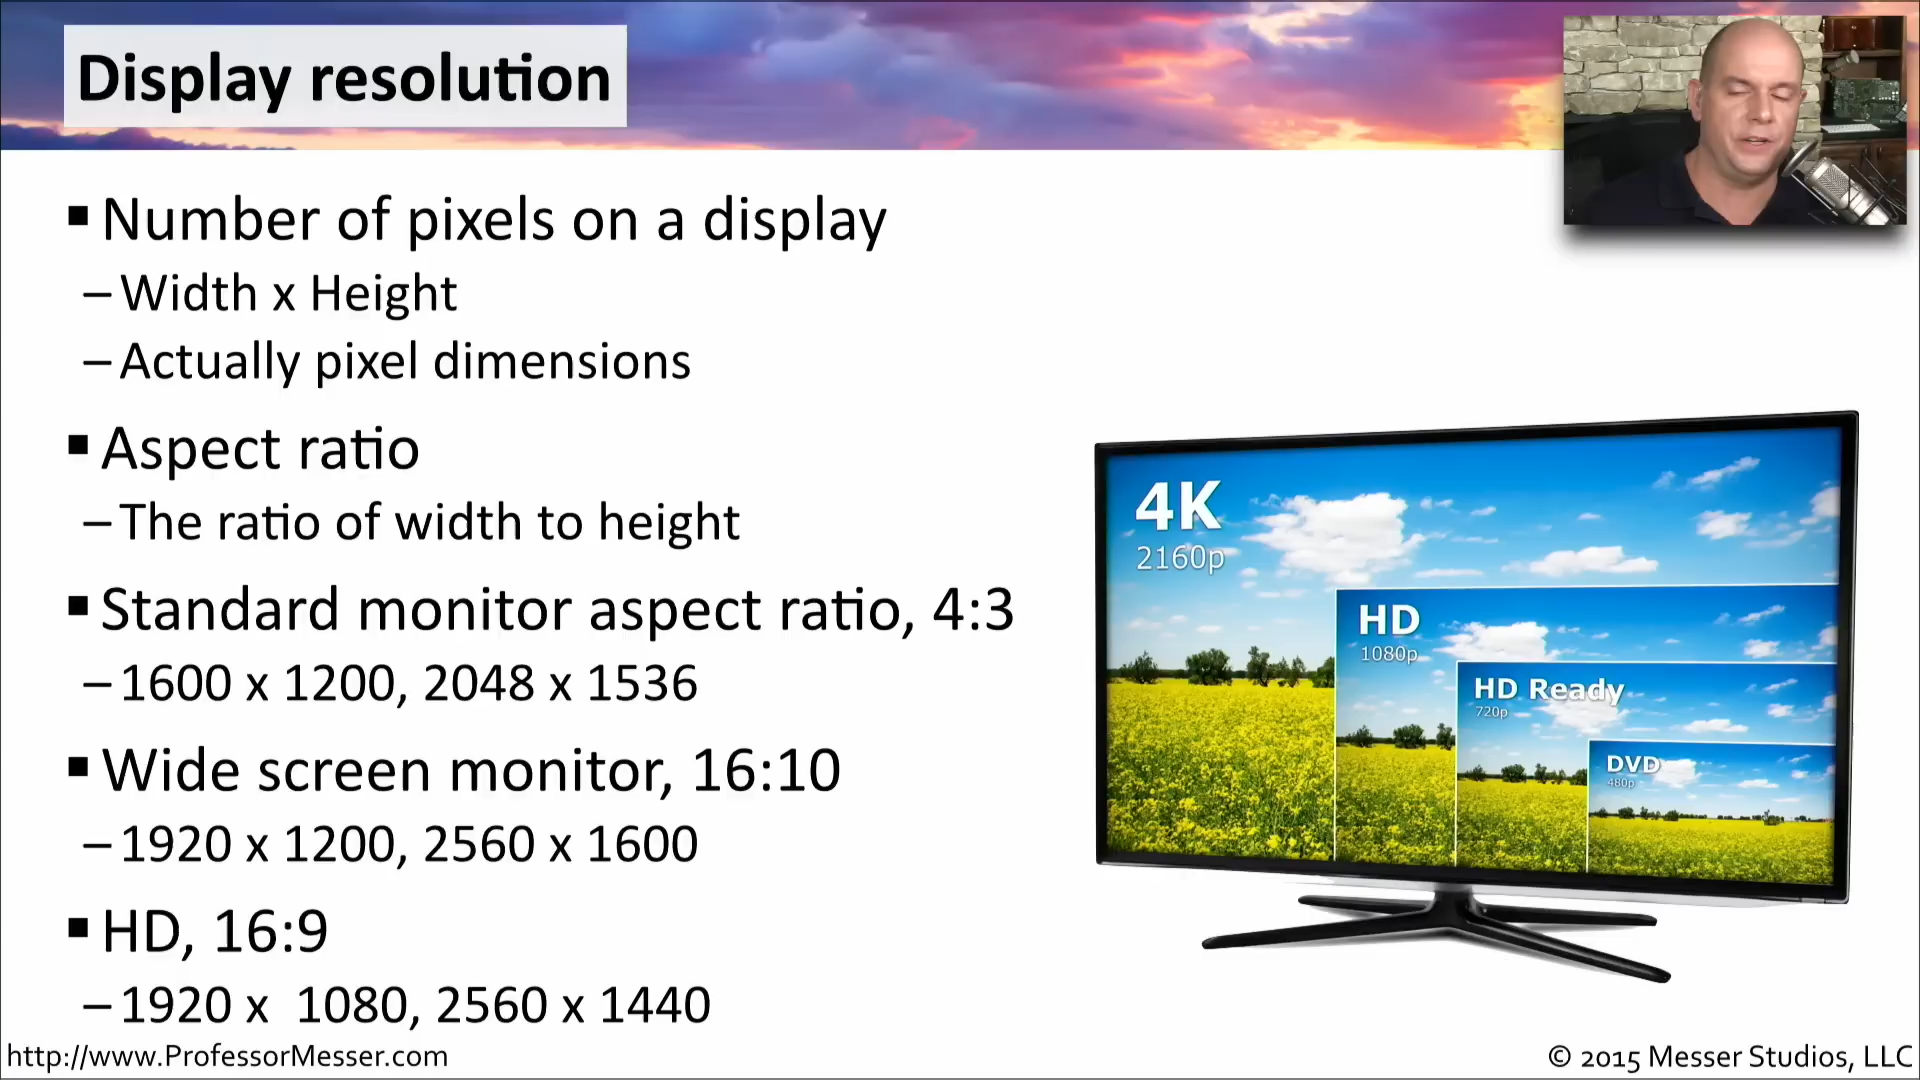 Display resolution
▪ Number of pixels on a display
– Width x Height
– Actually pixel dimensions
▪ Aspect ratio
– The ratio of width to height
▪ Standard monitor aspect ratio, 4:3
– 1600 x 1200, 2048 x 1536
▪ Wide screen monitor, 16:10
– 1920 x 1200, 2560 x 1600
▪ HD, 16:9
– 1920 x  1080, 2560 x 1440
4K
2160p
HD
1080p
HD Ready
720p
DVD
480p
http://www.ProfessorMesser.com
© 2015 Messer Studios, LLC